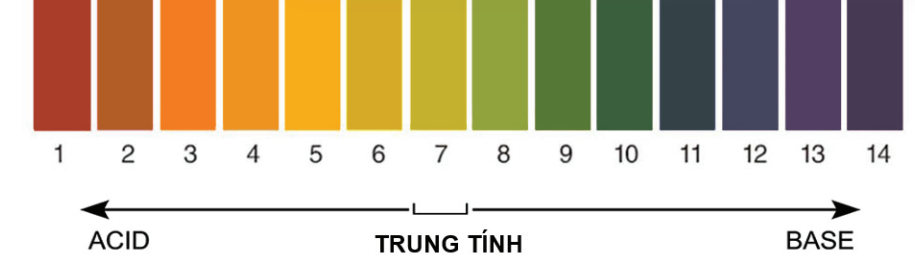 1 2 3 4 5 6 7 8 9 10 11 12 13 14
ACID TRUNG TÍNH BASE